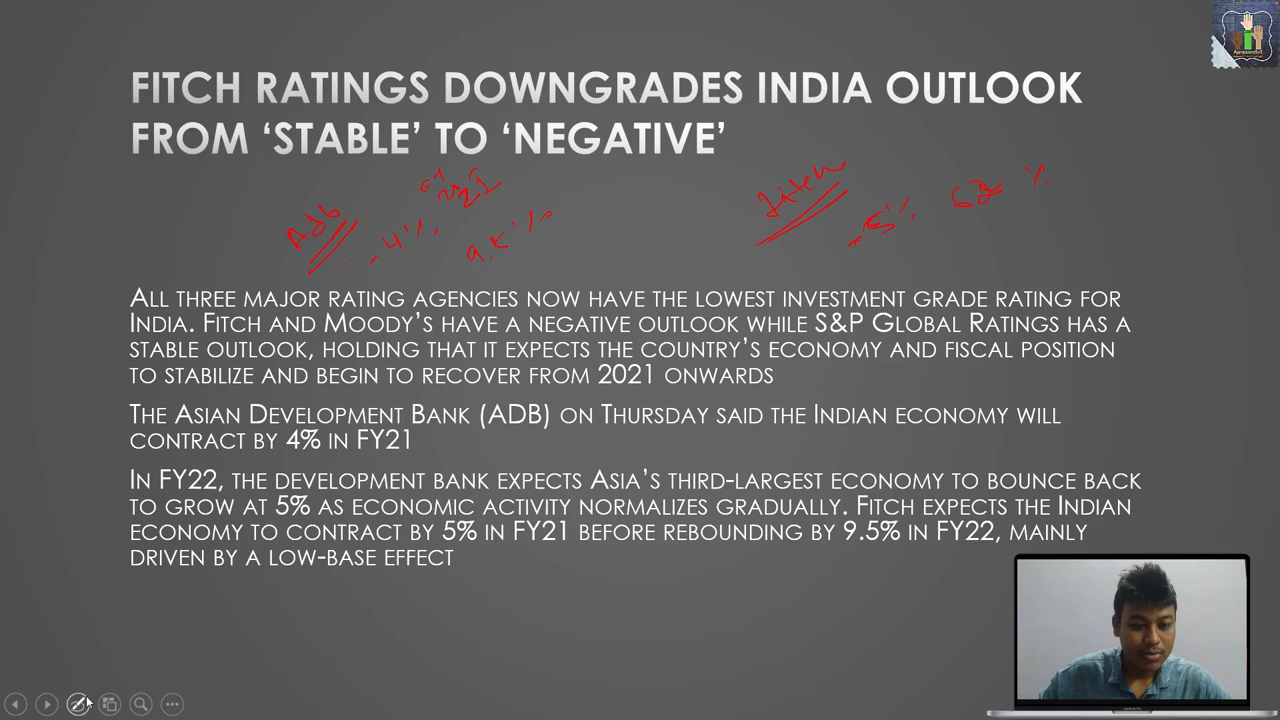 FITCH RATINGS DOWNGRADES INDIA OUTLOOK
FROM ‘STABLE’ TO ‘NEGATIVE’
Adb
-4%
9.5%
Fitch
-5%
ALL THREE MAJOR RATING AGENCIES NOW HAVE THE LOWEST INVESTMENT GRADE RATING FOR
INDIA. FITCH AND MOODY’S HAVE A NEGATIVE OUTLOOK WHILE S&P GLOBAL RATINGS HAS A
STABLE OUTLOOK, HOLDING THAT IT EXPECTS THE COUNTRY’S ECONOMY AND FISCAL POSITION
TO STABILIZE AND BEGIN TO RECOVER FROM 2021 ONWARDS
THE ASIAN DEVELOPMENT BANK (ADB) ON THURSDAY SAID THE INDIAN ECONOMY WILL
CONTRACT BY 4% IN FY21
IN FY22, THE DEVELOPMENT BANK EXPECTS ASIA’S THIRD-LARGEST ECONOMY TO BOUNCE BACK
TO GROW AT 5% AS ECONOMIC ACTIVITY NORMALIZES GRADUALLY. FITCH EXPECTS THE INDIAN
ECONOMY TO CONTRACT BY 5% IN FY21 BEFORE REBOUNDING BY 9.5% IN FY22, MAINLY
DRIVEN BY A LOW-BASE EFFECT